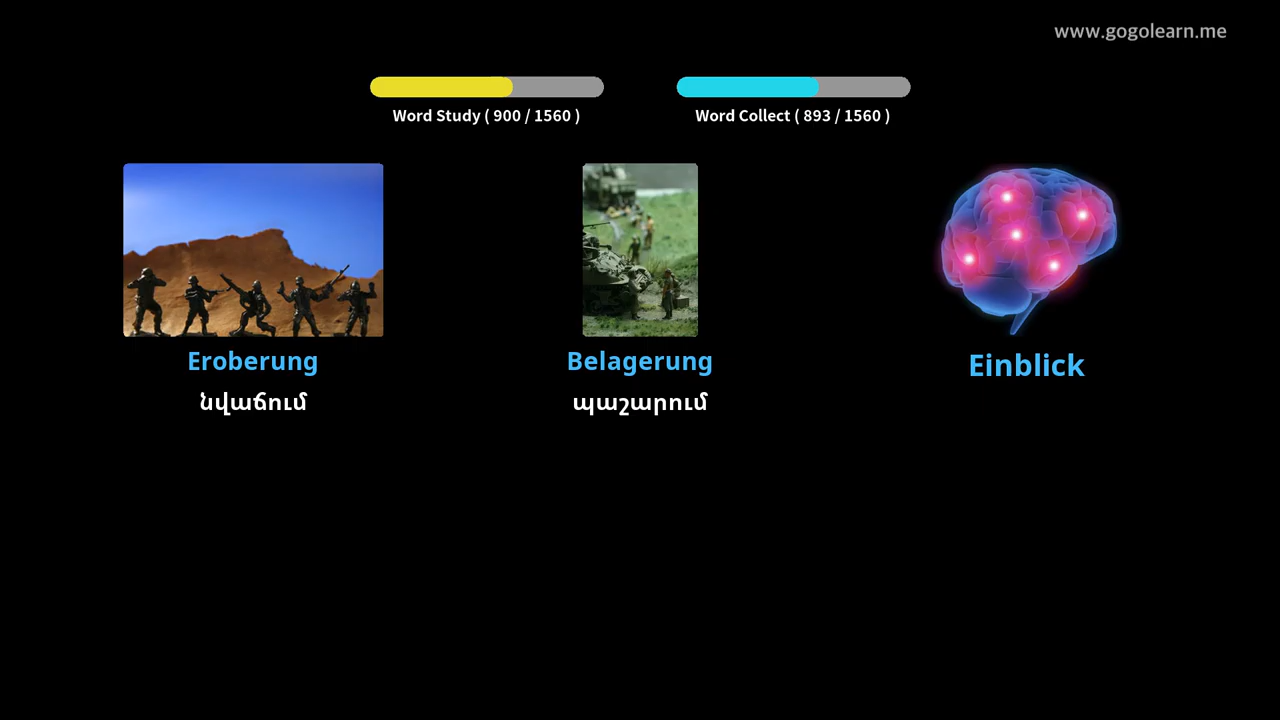 www.gogolearn.me
Word Study ( 900 / 1560 )
Word Collect ( 893 / 1560 )
Eroberung
նվաճում
Belagerung
պաշարում
Einblick